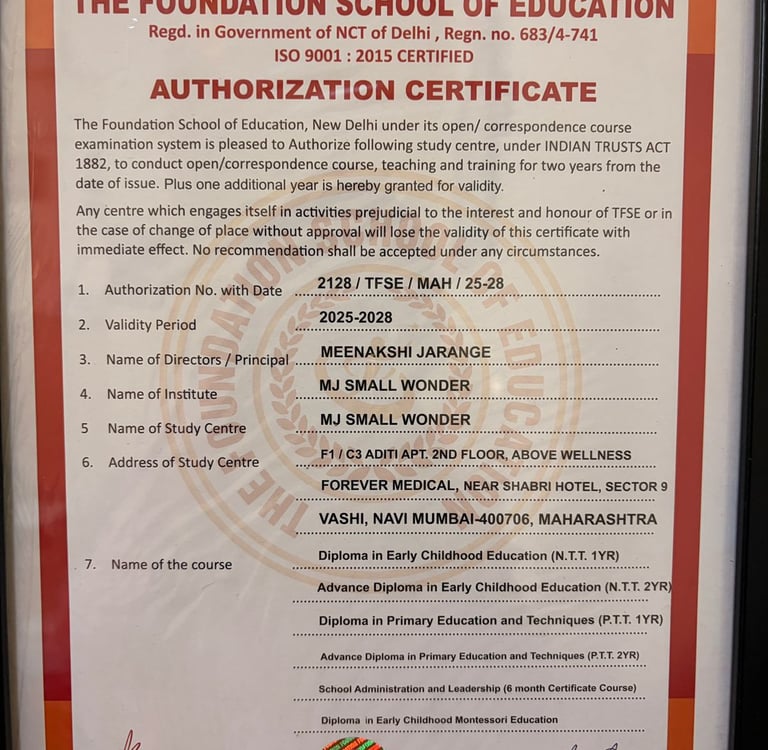 THE FOUNDATION SCHOOL OF EDUCATION
Regd. in Government of NCT of Delhi , Regn. no. 683/4-741
ISO 9001 : 2015 CERTIFIED
AUTHORIZATION CERTIFICATE
The Foundation School of Education, New Delhi under its open/ correspondence course
examination system is pleased to Authorize following study centre, under INDIAN TRUSTS ACT
1882, to conduct open/correspondence course, teaching and training for two years from the
date of issue. Plus one additional year is hereby granted for validity.
Any centre which engages itself in activities prejudicial to the interest and honour of TFSE or in
the case of change of place without approval will lose the validity of this certificate with
immediate effect. No recommendation shall be accepted under any circumstances.
1. Authorization No. with Date 2128 / TFSE / MAH / 25-28
2. Validity Period 2025-2028
3. Name of Directors / Principal MEENAKSHI JARANGE
4. Name of Institute MJ SMALL WONDER
5 Name of Study Centre MJ SMALL WONDER
6. Address of Study Centre F1 / C3 ADITI APT. 2ND FLOOR, ABOVE WELLNESS
FOREVER MEDICAL, NEAR SHABRI HOTEL, SECTOR 9
VASHI, NAVI MUMBAI-400706, MAHARASHTRA
7. Name of the course Diploma in Early Childhood Education (N.T.T. 1YR)
Advance Diploma in Early Childhood Education (N.T.T. 2YR)
Diploma in Primary Education and Techniques (P.T.T. 1YR)
Advance Diploma in Primary Education and Techniques (P.T.T. 2YR)
School Administration and Leadership (6 month Certificate Course)
Diploma in Early Childhood Montessori Education
THE FOUNDATION SCHOOL OF EDUCATION